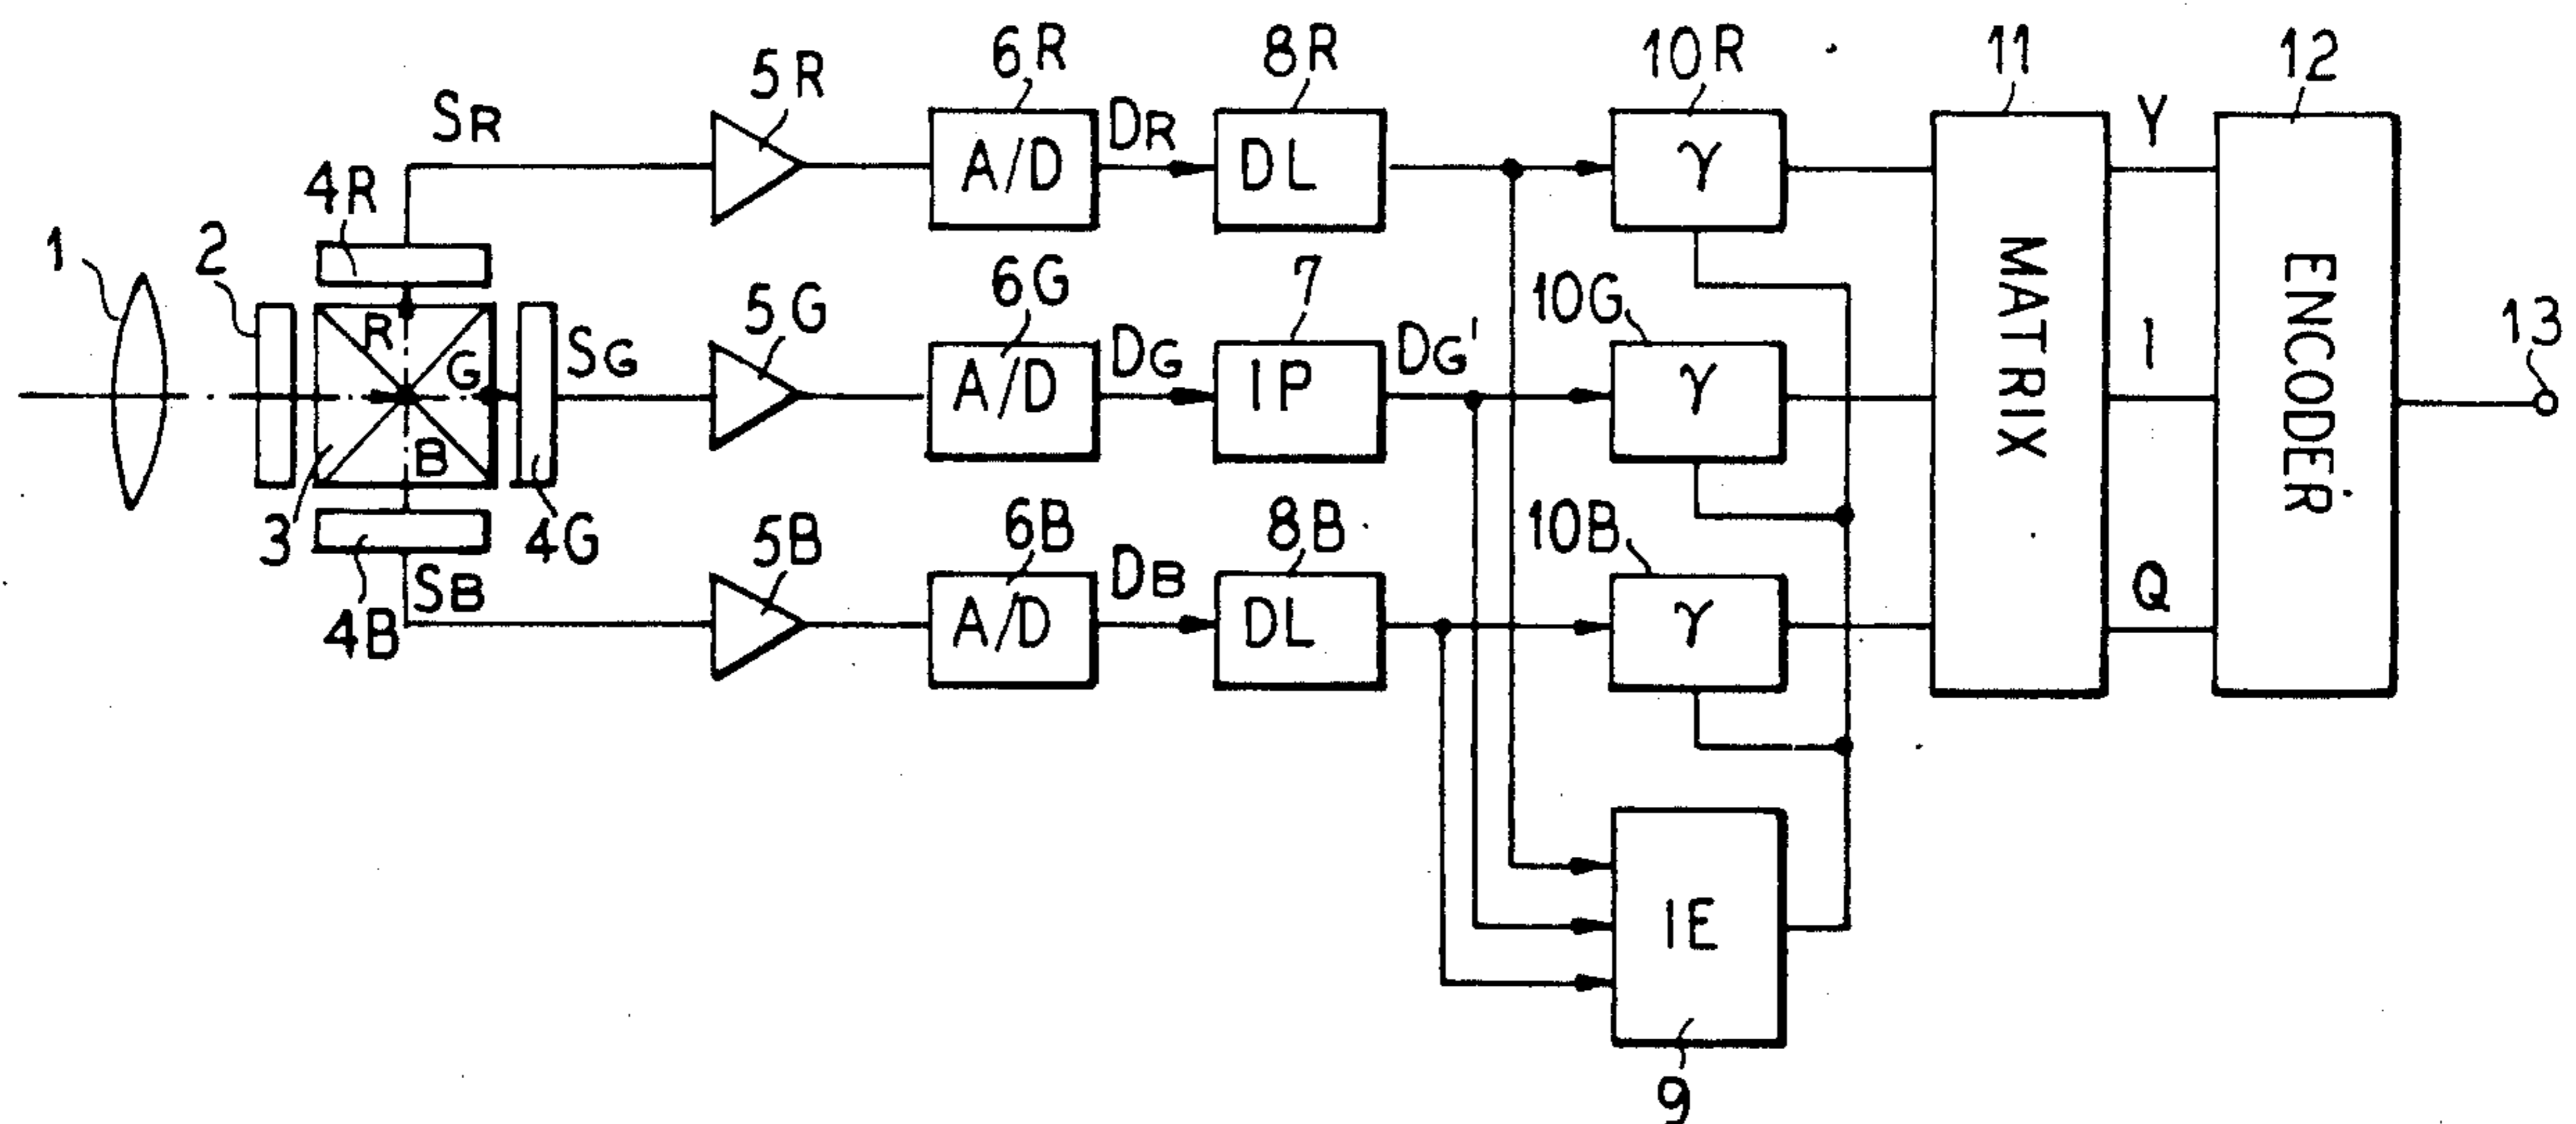 1
2
3
4R
4G
4B
R
G
B
SR
SG
SB
5R
5G
5B
6R
A/D
6G
A/D
6B
A/D
DR
DG
DB
8R
DL
7
IP
8B
DL
DG'
10R
γ
10G
γ
10B
γ
IE
9
11
MATRIX
Y
I
Q
12
ENCODER
13